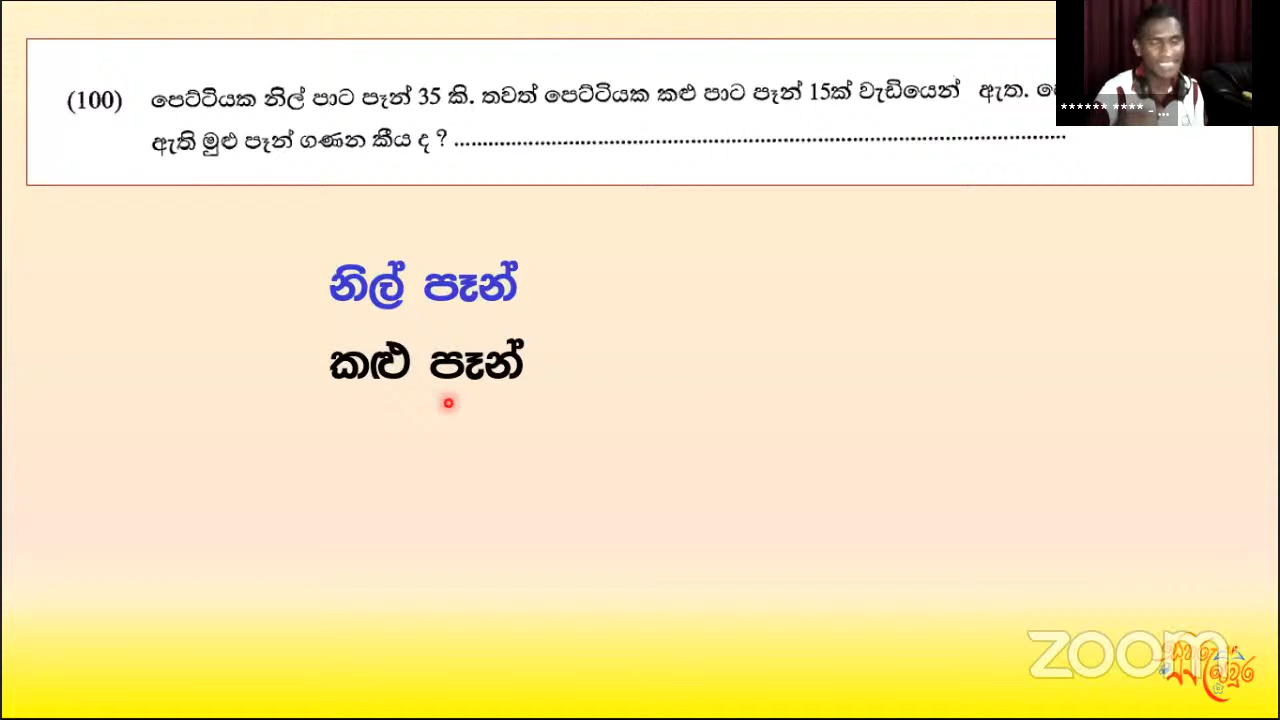 (100) පෙට්ටියක නිල් පාට පෑන් 35 කි. තවත් පෙට්ටියක කළු පාට පෑන් 15ක් වැඩියෙන් ඇත.
ඇති මුළු පෑන් ගණන කීය ද ? ....................................................................................................
****** **** - ...
නිල් පෑන්
කළු පෑන්
zoom